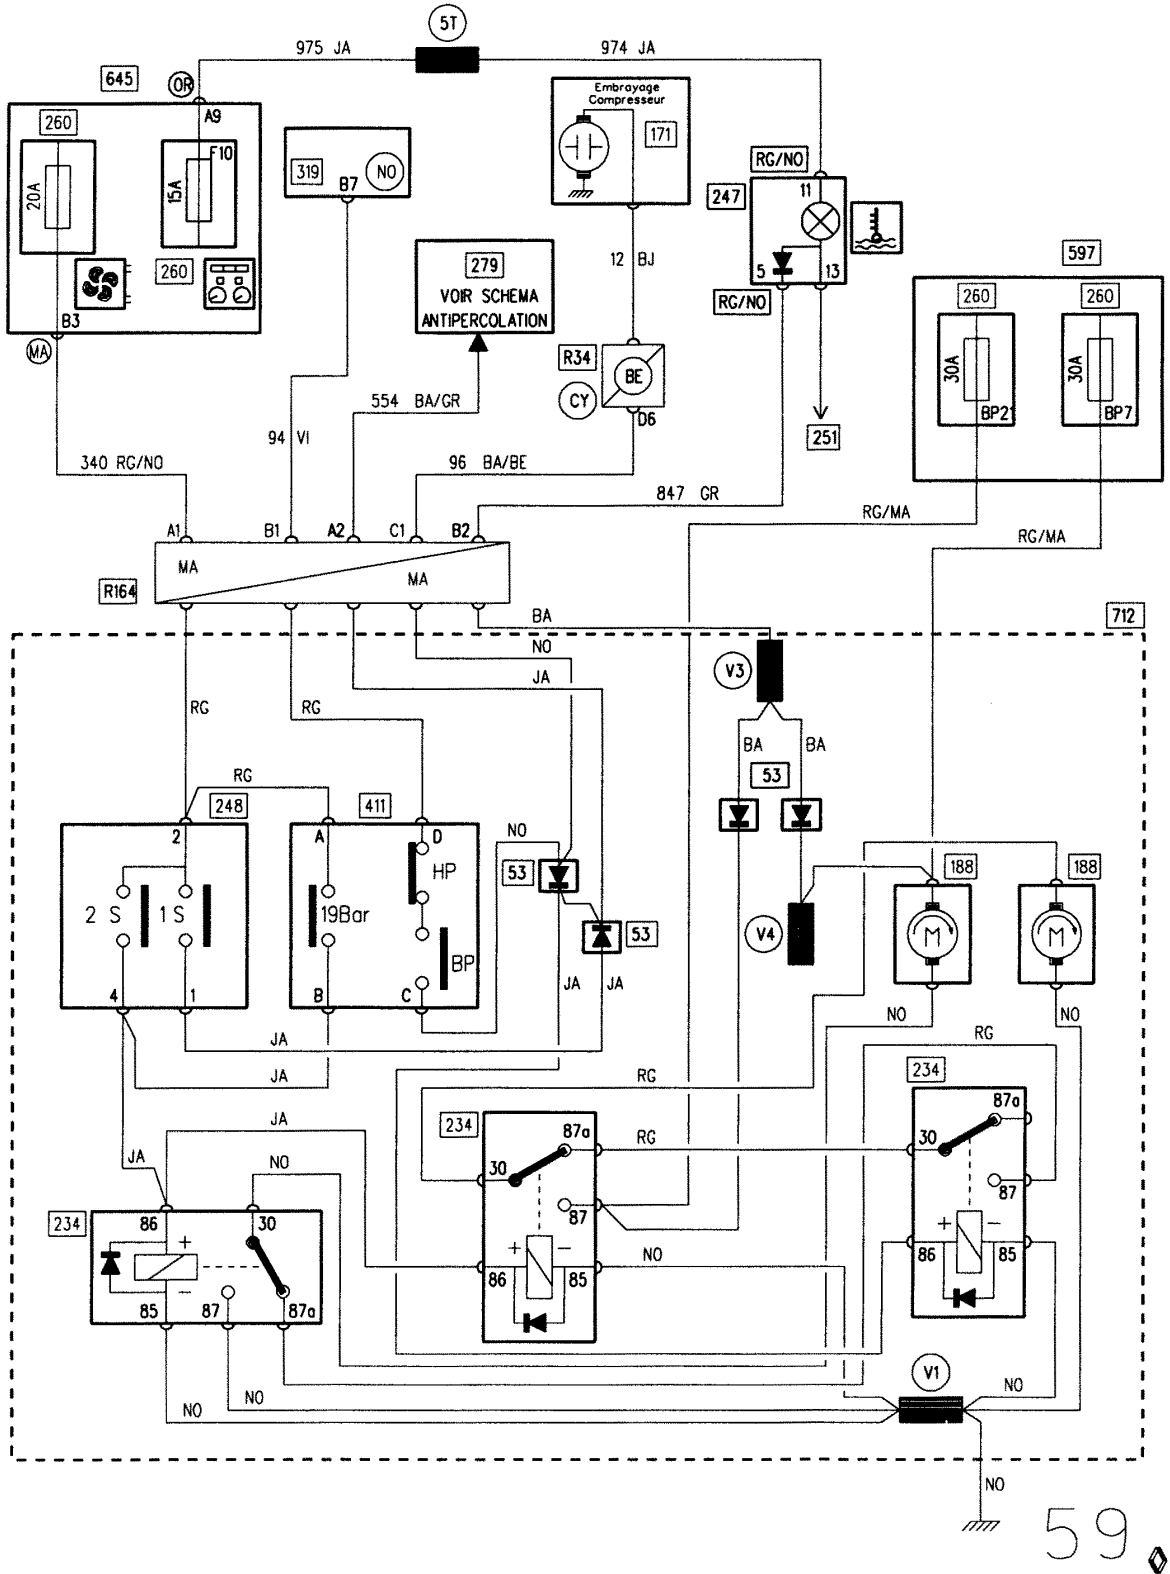 5T
975 JA
974 JA
645
OR
A9
260
F10
20A
15A
260
B3
MA
319
NO
B7
Embrayage
Compresseur
171
RG/NO
247
11
5
13
RG/NO
279
VOIR SCHEMA
ANTIPERCOLATION
12 BJ
R34
BE
CY
D6
251
597
260
260
30A
30A
BP21
BP7
554 BA/GR
94 VI
340 RG/NO
96 BA/BE
847 GR
RG/MA
RG/MA
A1
B1
A2
C1
B2
MA
MA
R164
BA
712
NO
V3
JA
RG
RG
BA
BA
53
RG
248
411
2
A
D
NO
HP
53
188
188
2 S
1 S
19Bar
V4
M
M
53
BP
4
1
B
C
JA
JA
NO
NO
JA
RG
JA
RG
234
JA
234
87a
87a
RG
30
JA
NO
30
87
87
234
86
30
NO
86
85
86
85
85
87
87a
V1
NO
NO
NO
NO
59